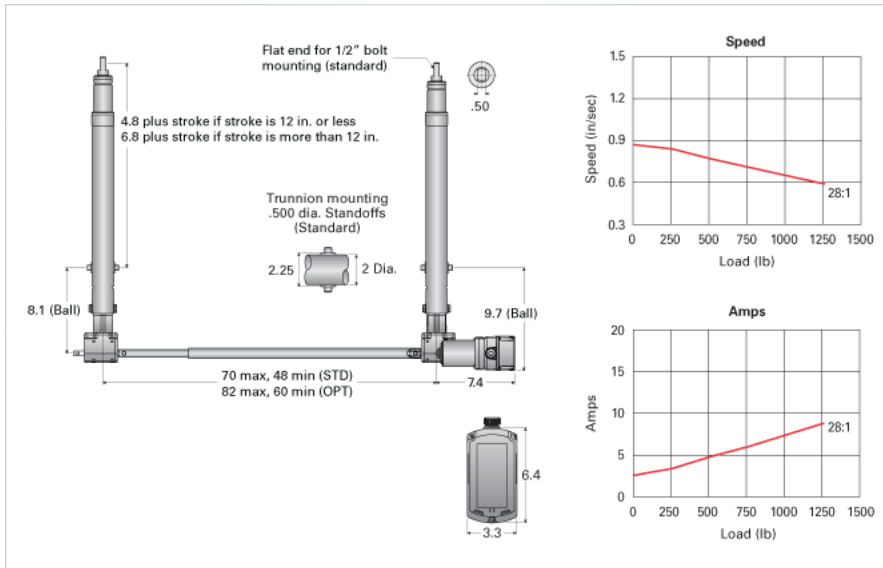 Flat end for 1/2" bolt
mounting (standard)
.50
4.8 plus stroke if stroke is 12 in. or less
6.8 plus stroke if stroke is more than 12 in.
Trunnion mounting
.500 dia. Standoffs
(Standard)
2.25
2 Dia.
8.1 (Ball)
9.7 (Ball)
70 max, 48 min (STD)
82 max, 60 min (OPT)
7.4
6.4
3.3
Speed
Speed (in/sec)
1.5
1.2
0.9
0.6
0.3
28:1
0 250 500 750 1000 1250 1500
Load (lb)
Amps
Amps
20
15
10
5
0
28:1
0 250 500 750 1000 1250 1500
Load (lb)